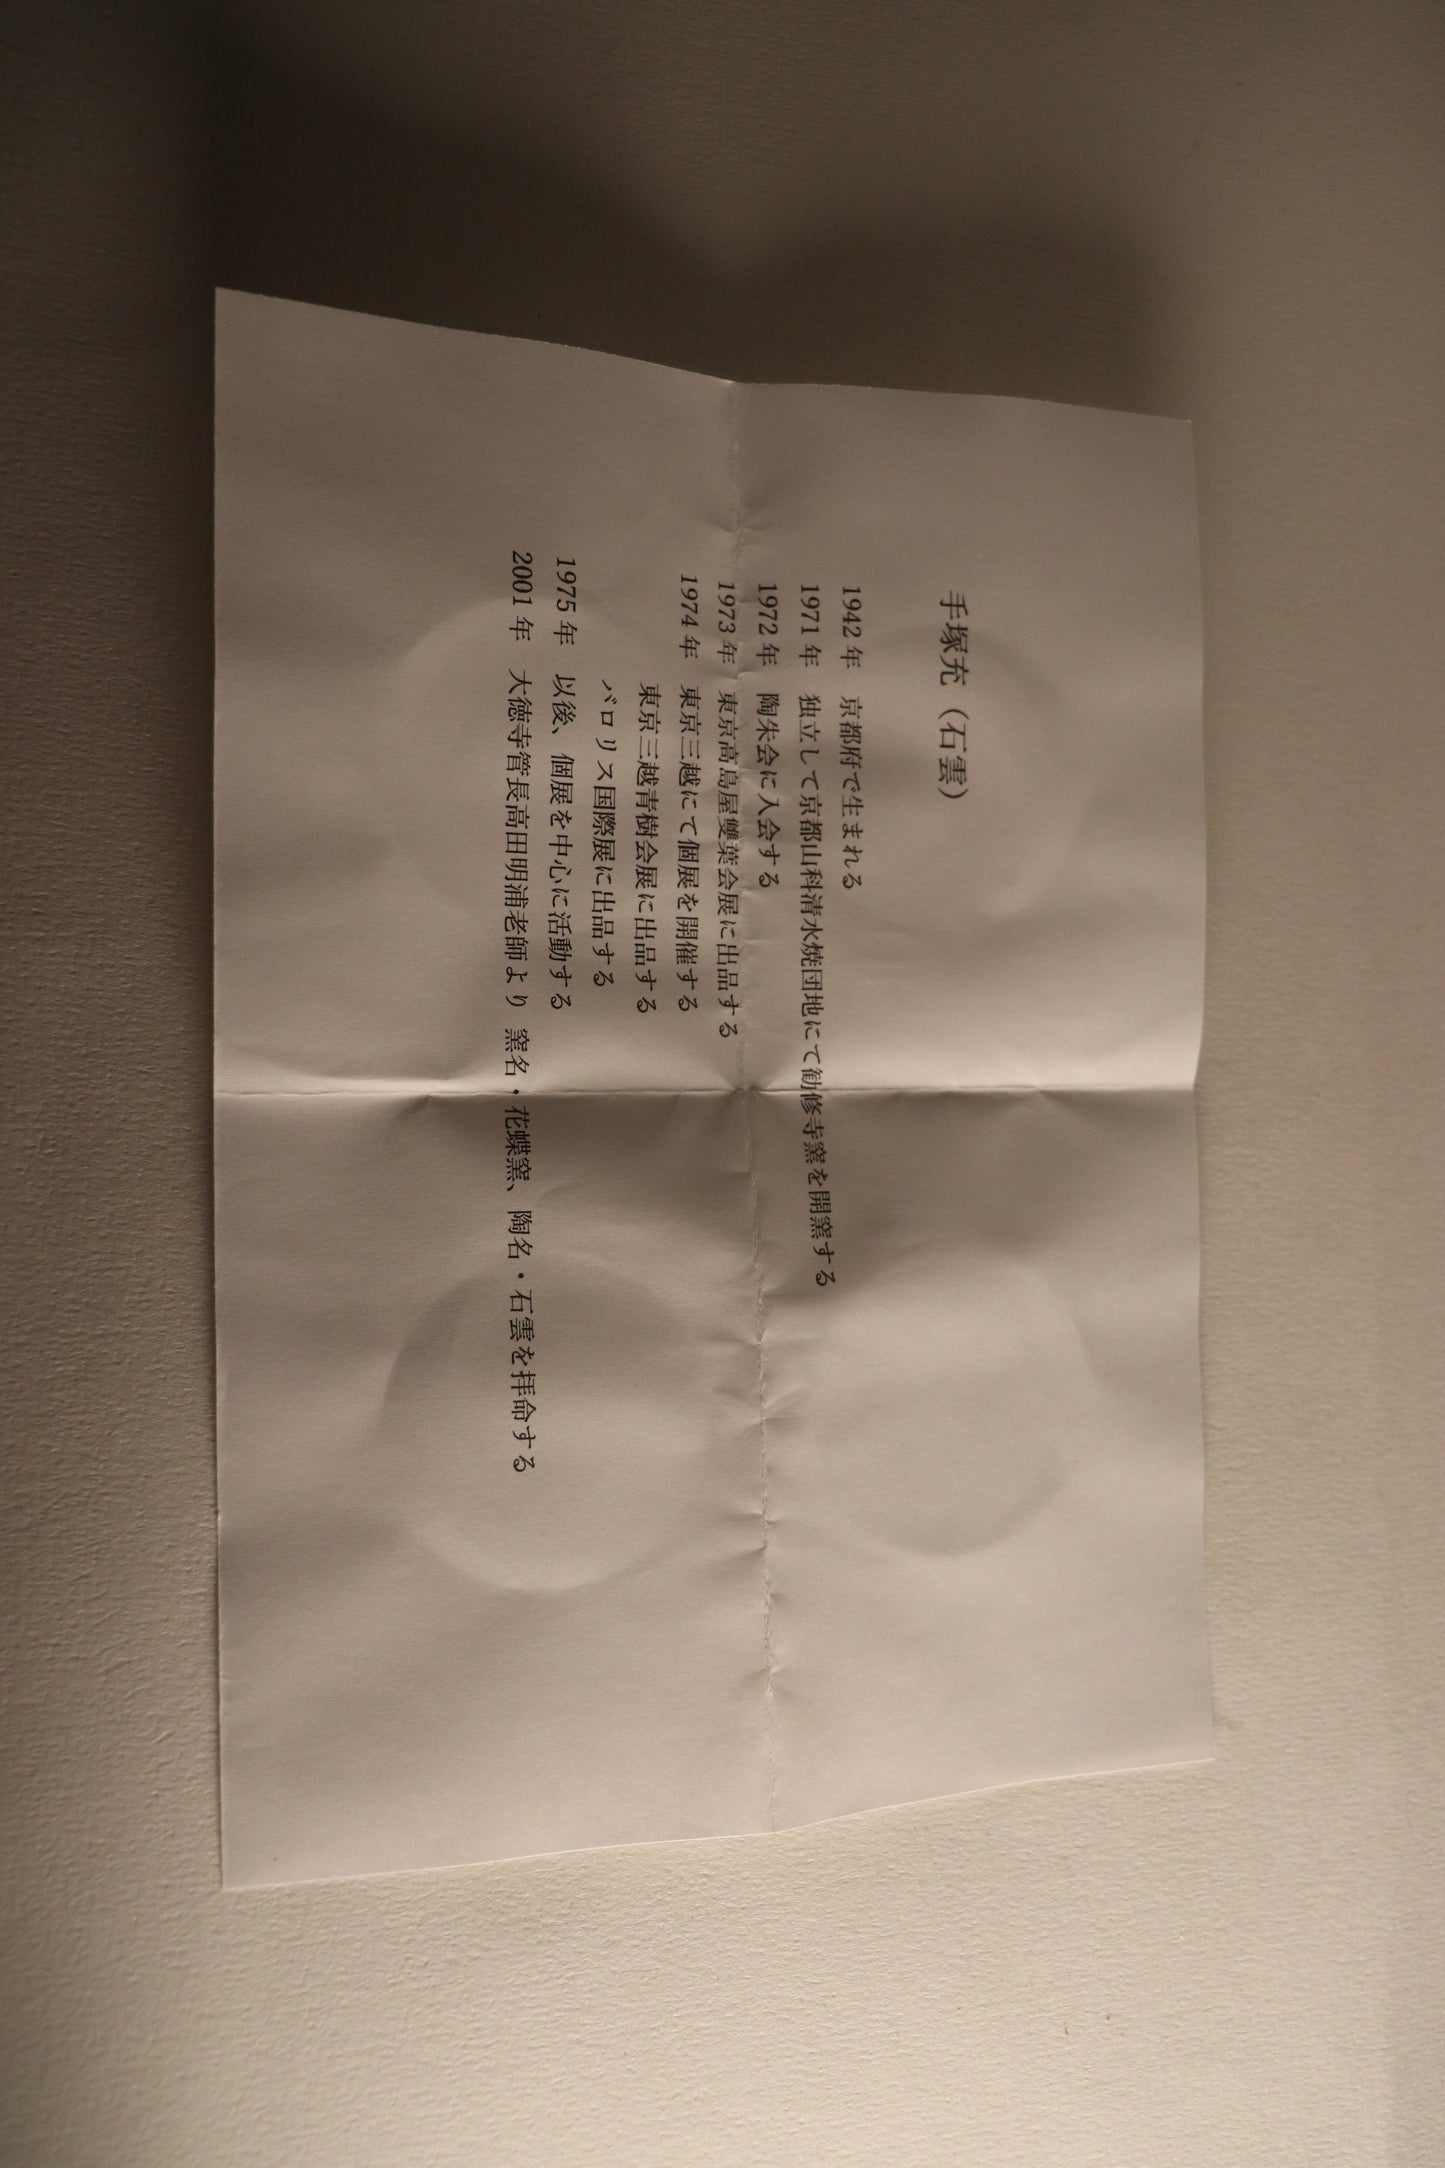 手塚充（石雲）
1942年　京都府で生まれる
1971年　独立して京都山科清水焼団地にて勧修寺窯を開窯する
1972年　陶朱会に入会する
1973年　東京高島屋雙葉会展に出品する
1974年　東京三越にて個展を開催する
東京三越青樹会展に出品する
バロリス国際展に出品する
1975年　以後、個展を中心に活動する
2001年　大徳寺管長高田明浦老師より 窯名・花蝶窯、陶名・石雲を拝命する